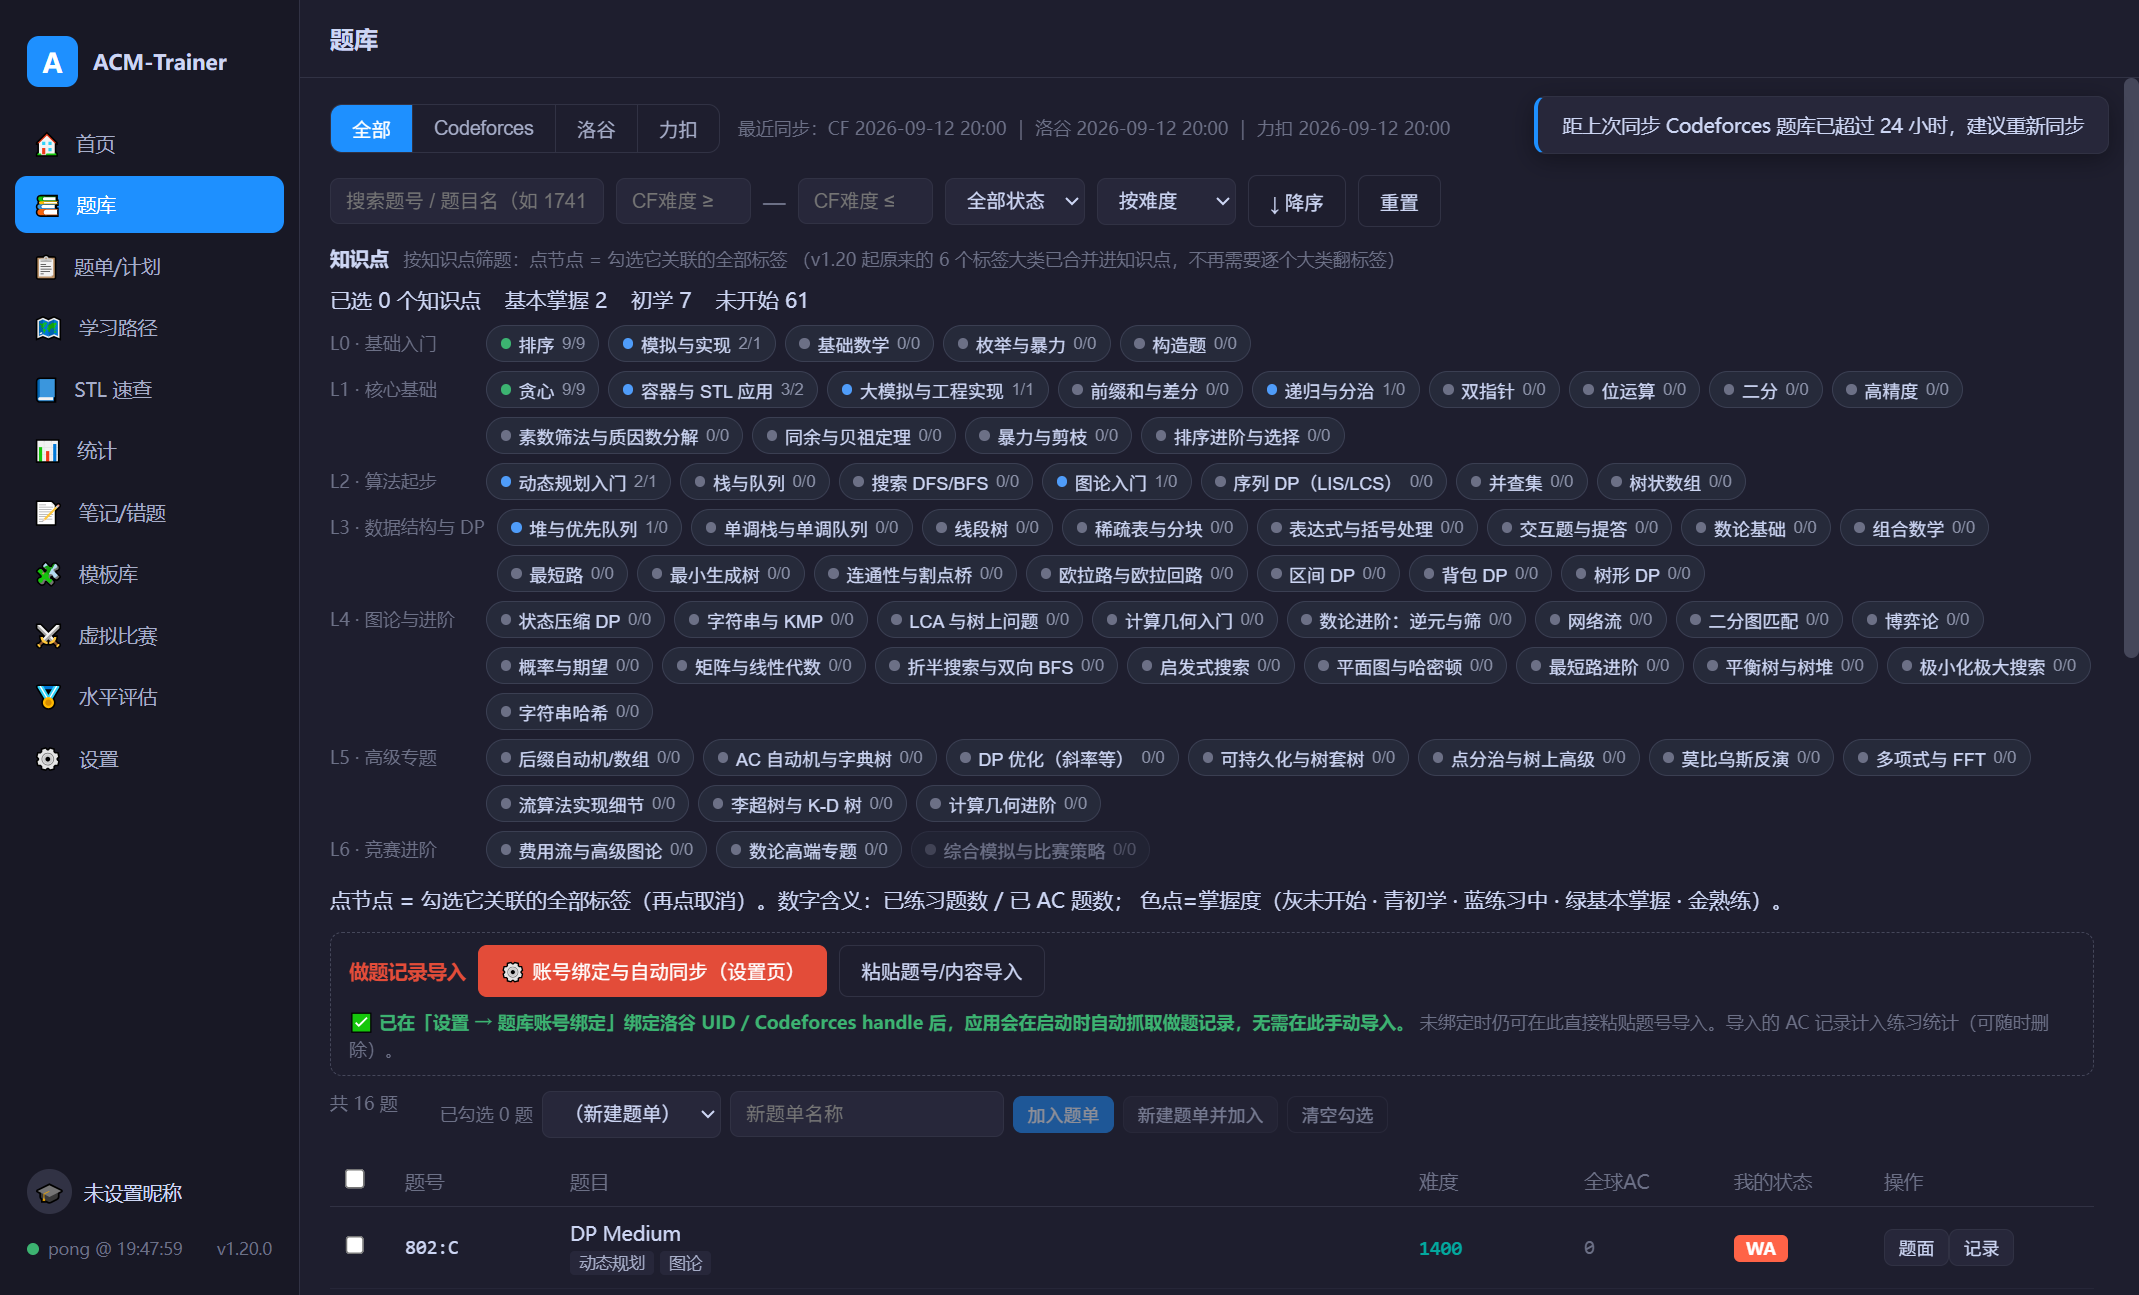 A ACM-Trainer
首页
题库
题单/计划
学习路径
STL 速查
统计
笔记/错题
模板库
虚拟比赛
水平评估
设置
未设置昵称
pong @ 19:47:59 v1.20.0
题库
全部 Codeforces 洛谷 力扣 最近同步：CF 2026-09-12 20:00 | 洛谷 2026-09-12 20:00 | 力扣 2026-09-12 20:00
距上次同步 Codeforces 题库已超过 24 小时，建议重新同步
搜索题号 / 题目名（如 1741 CF难度 ≥ — CF难度 ≤ 全部状态 按难度 ↓降序 重置
知识点 按知识点筛题：点节点 = 勾选它关联的全部标签 （v1.20 起原来的 6 个标签大类已合并进知识点，不再需要逐个大类翻标签）
已选 0 个知识点 基本掌握 2 初学 7 未开始 61
L0 · 基础入门 排序 9/9 模拟与实现 2/1 基础数学 0/0 枚举与暴力 0/0 构造题 0/0
L1 · 核心基础 贪心 9/9 容器与 STL 应用 3/2 大模拟与工程实现 1/1 前缀和与差分 0/0 递归与分治 1/0 双指针 0/0 位运算 0/0 二分 0/0 高精度 0/0
素数筛法与质因数分解 0/0 同余与贝祖定理 0/0 暴力与剪枝 0/0 排序进阶与选择 0/0
L2 · 算法起步 动态规划入门 2/1 栈与队列 0/0 搜索 DFS/BFS 0/0 图论入门 1/0 序列 DP（LIS/LCS） 0/0 并查集 0/0 树状数组 0/0
L3 · 数据结构与 DP 堆与优先队列 1/0 单调栈与单调队列 0/0 线段树 0/0 稀疏表与分块 0/0 表达式与括号处理 0/0 交互题与提答 0/0 数论基础 0/0 组合数学 0/0
最短路 0/0 最小生成树 0/0 连通性与割点桥 0/0 欧拉路与欧拉回路 0/0 区间 DP 0/0 背包 DP 0/0 树形 DP 0/0
L4 · 图论与进阶 状态压缩 DP 0/0 字符串与 KMP 0/0 LCA 与树上问题 0/0 计算几何入门 0/0 数论进阶：逆元与筛 0/0 网络流 0/0 二分图匹配 0/0 博弈论 0/0
概率与期望 0/0 矩阵与线性代数 0/0 折半搜索与双向 BFS 0/0 启发式搜索 0/0 平面图与哈密顿 0/0 最短路进阶 0/0 平衡树与树堆 0/0 极小化极大搜索 0/0
字符串哈希 0/0
L5 · 高级专题 后缀自动机/数组 0/0 AC 自动机与字典树 0/0 DP 优化（斜率等） 0/0 可持久化与树套树 0/0 点分治与树上高级 0/0 莫比乌斯反演 0/0 多项式与 FFT 0/0
流算法实现细节 0/0 李超树与 K-D 树 0/0 计算几何进阶 0/0
L6 · 竞赛进阶 费用流与高级图论 0/0 数论高端专题 0/0 综合模拟与比赛策略 0/0
点节点 = 勾选它关联的全部标签（再点取消）。数字含义：已练习题数 / 已 AC 题数； 色点=掌握度（灰未开始 · 青初学 · 蓝练习中 · 绿基本掌握 · 金熟练）。
做题记录导入 账号绑定与自动同步（设置页） 粘贴题号/内容导入
已在「设置 → 题库账号绑定」绑定洛谷 UID / Codeforces handle 后，应用会在启动时自动抓取做题记录，无需在此手动导入。 未绑定时仍可在此直接粘贴题号导入。导入的 AC 记录计入练习统计（可随时删
除）。
共 16 题 已勾选 0 题 （新建题单） 新题单名称 加入题单 新建题单并加入 清空勾选
题号 题目 难度 全球AC 我的状态 操作
802:C DP Medium 1400 0 WA 题面 记录
动态规划 图论